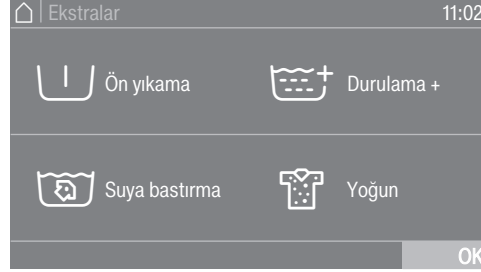 Ekstralar 11:02
Ön yıkama Durulama +
Suya bastırma Yoğun
OK